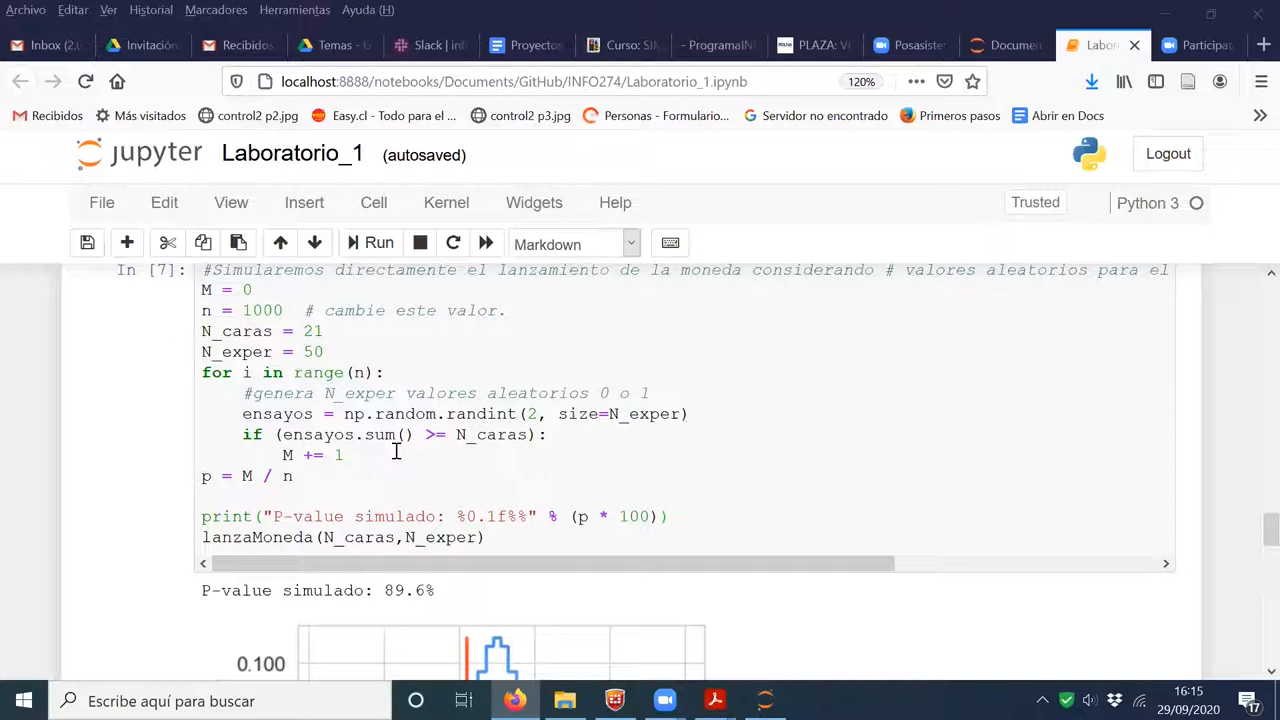 Archivo Editar Ver Historial Marcadores Herramientas Ayuda (H)
Inbox (2,0 Invitación, Recibidos Temas - Slack | inf Proyectos Curso: SIN - ProgramaIN PLAZA: V Posasister Documen Labor Participat
localhost:8888/notebooks/Documents/GitHub/INFO274/Laboratorio_1.ipynb 120%
Recibidos Más visitados control2 p2.jpg Easy.cl - Todo para el ... control2 p3.jpg Personas - Formulario... Servidor no encontrado Primeros pasos Abrir en Docs
jupyter Laboratorio_1 (autosaved) Logout
File Edit View Insert Cell Kernel Widgets Help Trusted Python 3
Run Markdown
In [7]: #Simularemos directamente el lanzamiento de la moneda considerando # valores aleatorios para el
M = 0
n = 1000 # cambie este valor.
N_caras = 21
N_exper = 50
for i in range(n):
#genera N_exper valores aleatorios 0 o 1
ensayos = np.random.randint(2, size=N_exper)
if (ensayos.sum() >= N_caras):
M += 1
p = M / n
print("P-value simulado: %0.1f%%" % (p * 100))
lanzaMoneda(N_caras,N_exper)
P-value simulado: 89.6%
0.100
Escribe aquí para buscar
16:15
29/09/2020
17